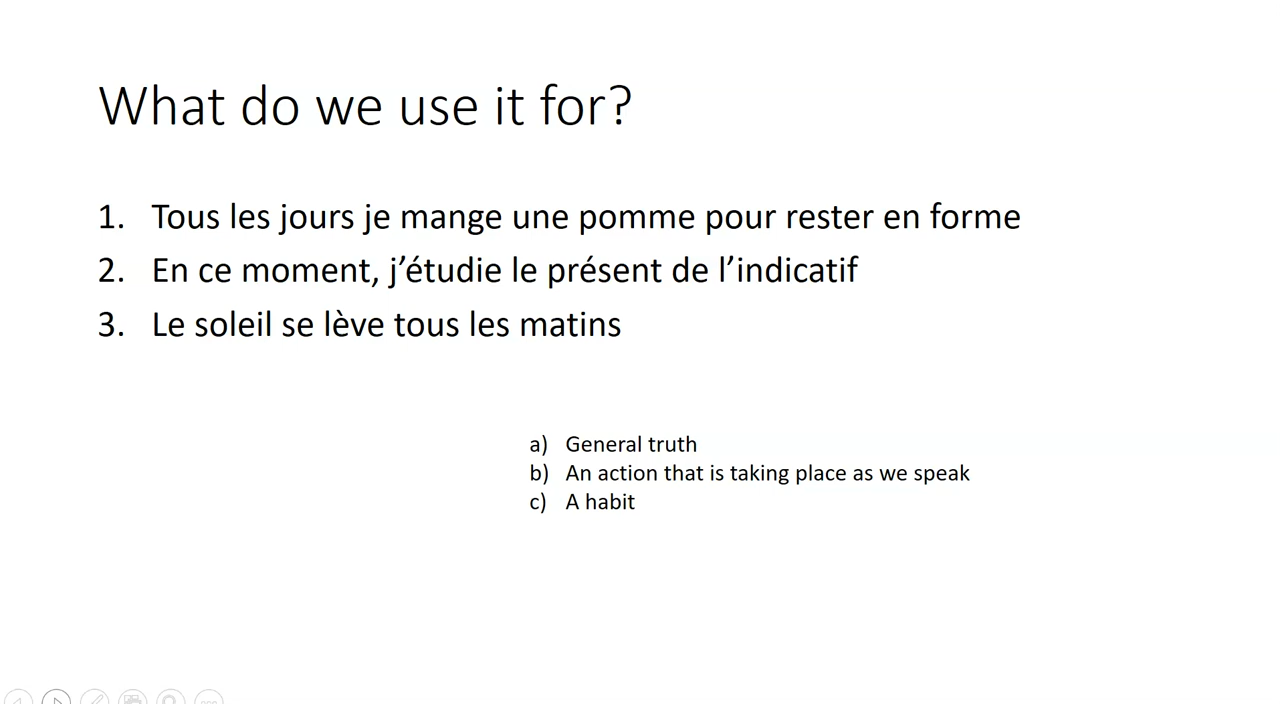 What do we use it for?
1. Tous les jours je mange une pomme pour rester en forme
2. En ce moment, j’étudie le présent de l’indicatif
3. Le soleil se lève tous les matins
a) General truth
b) An action that is taking place as we speak
c) A habit